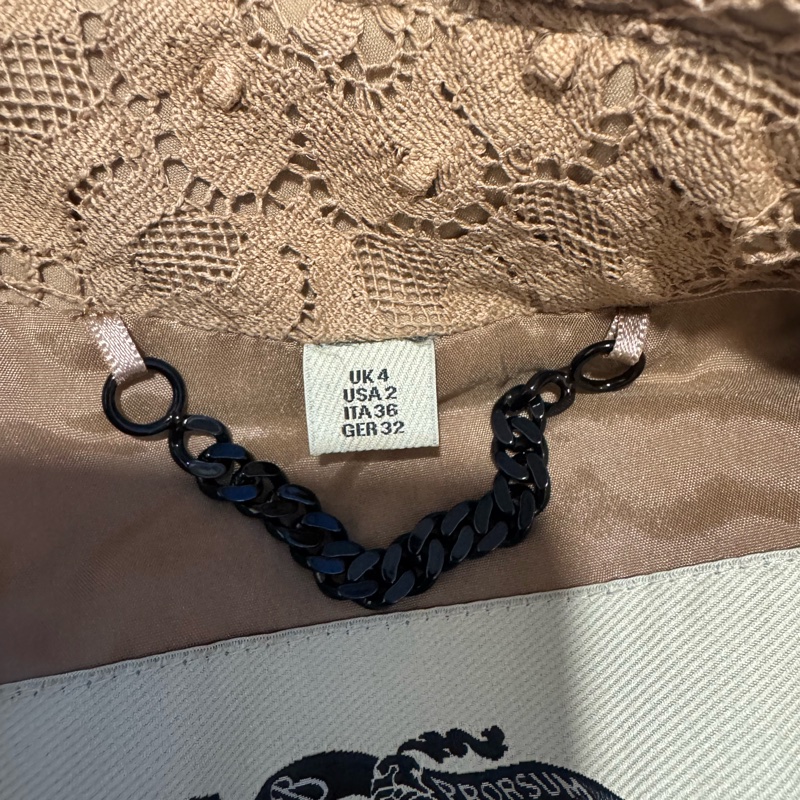 UK 4
USA 2
ITA 36
GER 32
B PRORSUM